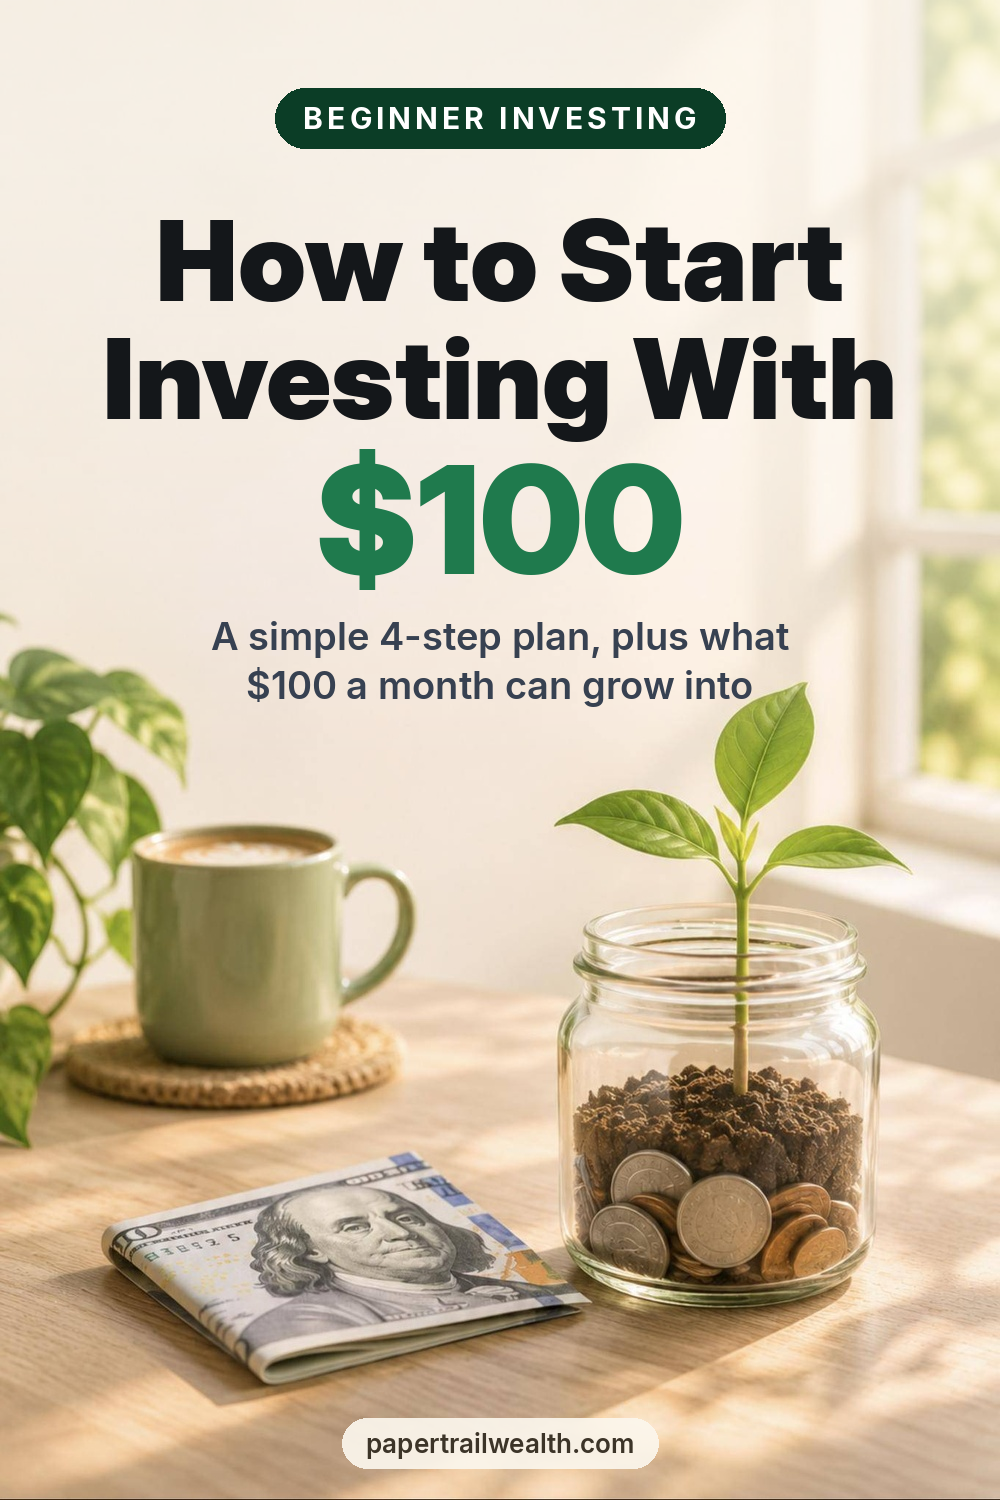 BEGINNER INVESTING
How to Start
Investing With
$100
A simple 4-step plan, plus what
$100 a month can grow into
papertrailwealth.com